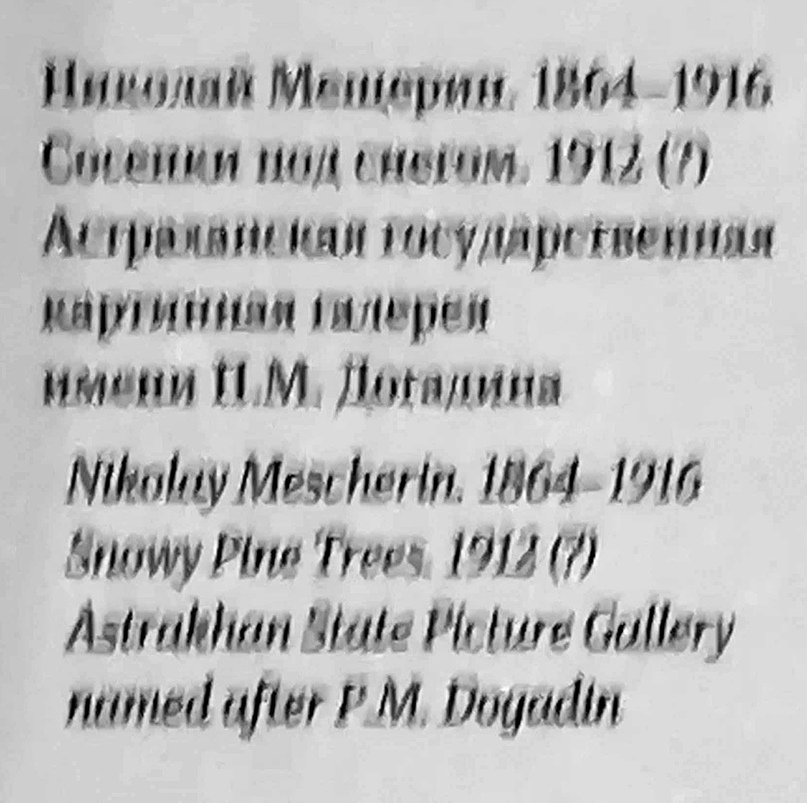 Николай Мещерин. 1864–1916
Сосенки под снегом. 1912 (?)
Астраханская государственная
картинная галерея
имени П.М. Догадина
Nikolay Mescherin. 1864–1916
Snowy Pine Trees. 1912 (?)
Astrakhan State Picture Gallery
named after P.M. Dogadin